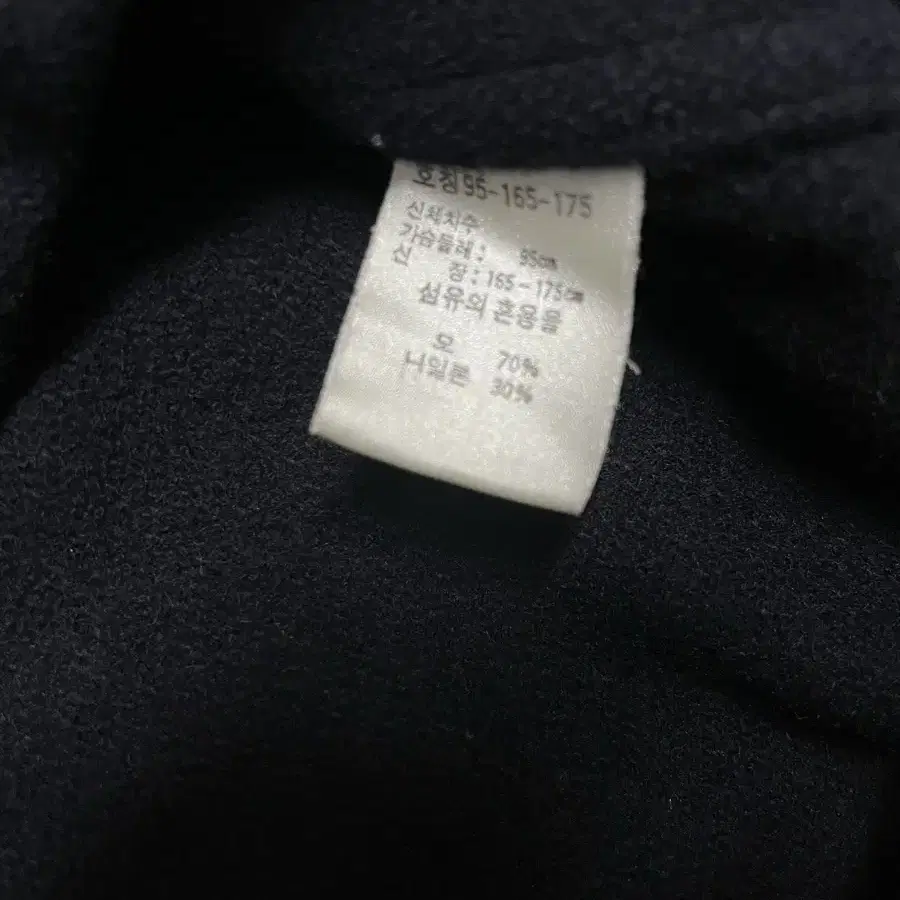 호칭95-165-175
신체치수
가슴둘레: 95cm
신 장:165-175cm
섬유의 혼용율
모 70%
나일론 30%